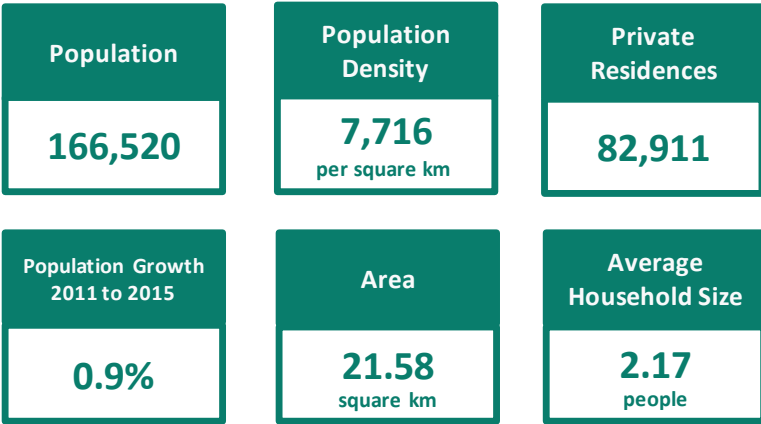 Population
166,520
Population
Density
7,716
per square km
Private
Residences
82,911
Population Growth
2011 to 2015
0.9%
Area
21.58
square km
Average
Household Size
2.17
people